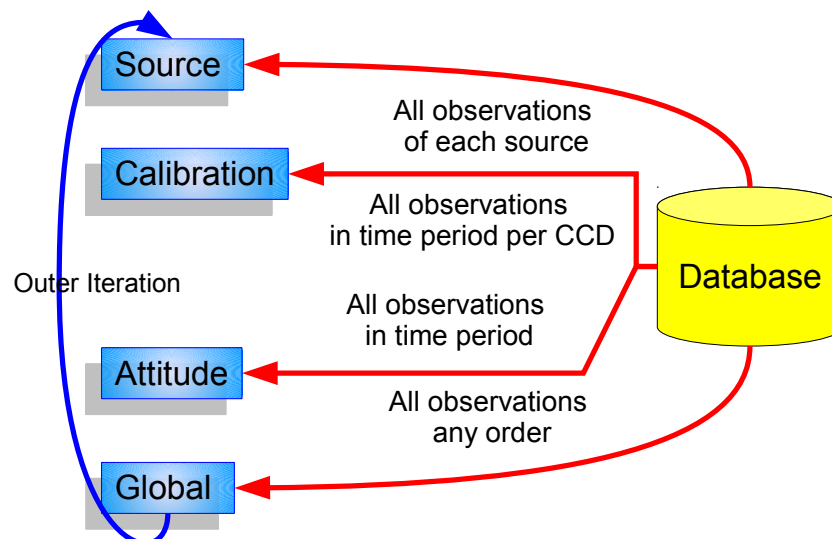 Source
All observations
of each source
Calibration
All observations
in time period per CCD
Database
Outer Iteration
All observations
in time period
Attitude
All observations
any order
Global